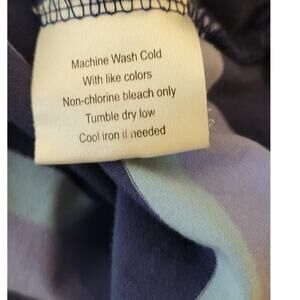 Machine Wash Cold
With like colors
Non-chlorine bleach only
Tumble dry low
Cool iron if needed